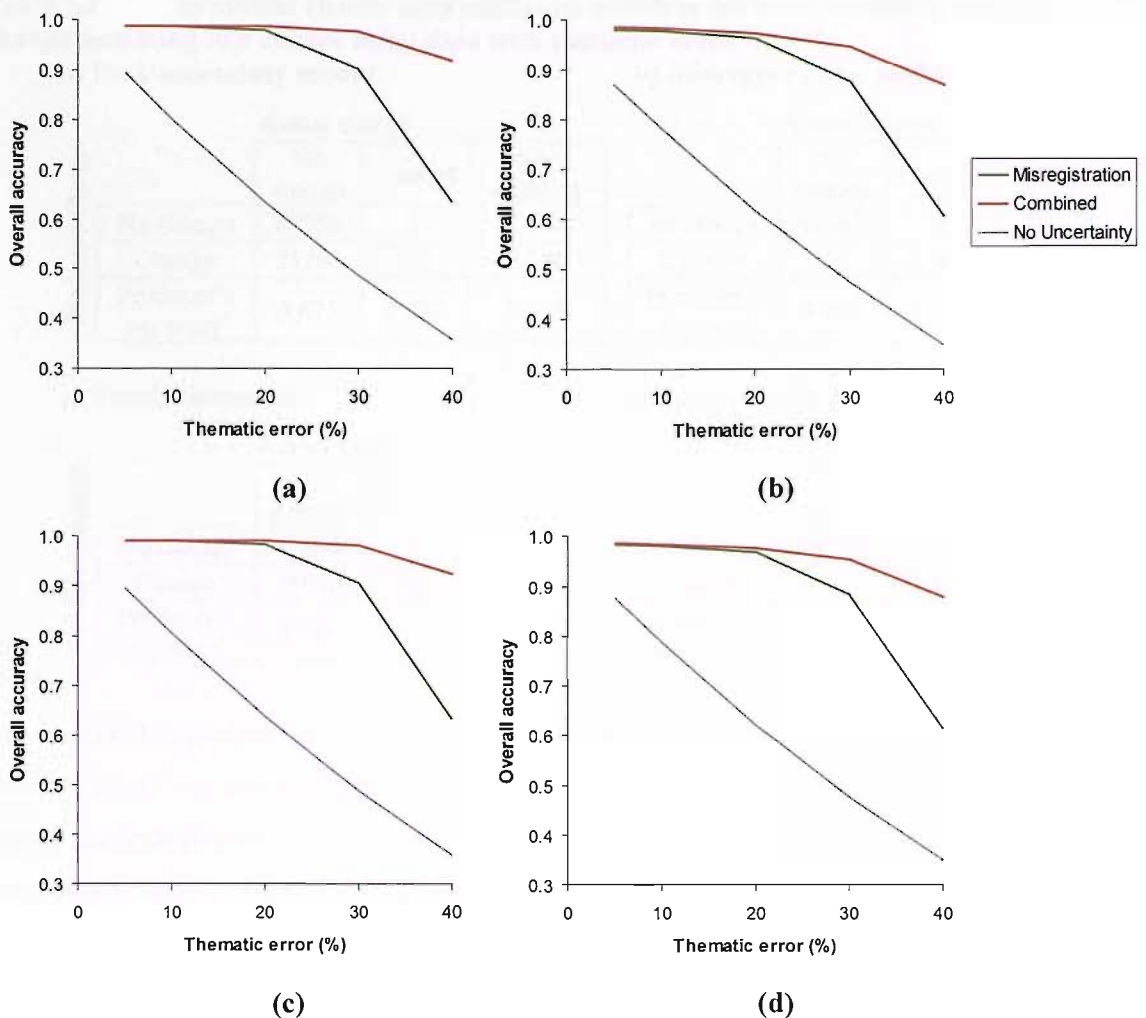 1.0
0.9
0.8
0.7
0.6
0.5
0.4
0.3
Overall accuracy
0 10 20 30 40
Thematic error (%)
(a)
1.0
0.9
0.8
0.7
0.6
0.5
0.4
0.3
Overall accuracy
0 10 20 30 40
Thematic error (%)
(b)
Misregistration
Combined
No Uncertainty
1.0
0.9
0.8
0.7
0.6
0.5
0.4
0.3
Overall accuracy
0 10 20 30 40
Thematic error (%)
(c)
1.0
0.9
0.8
0.7
0.6
0.5
0.4
0.3
Overall accuracy
0 10 20 30 40
Thematic error (%)
(d)